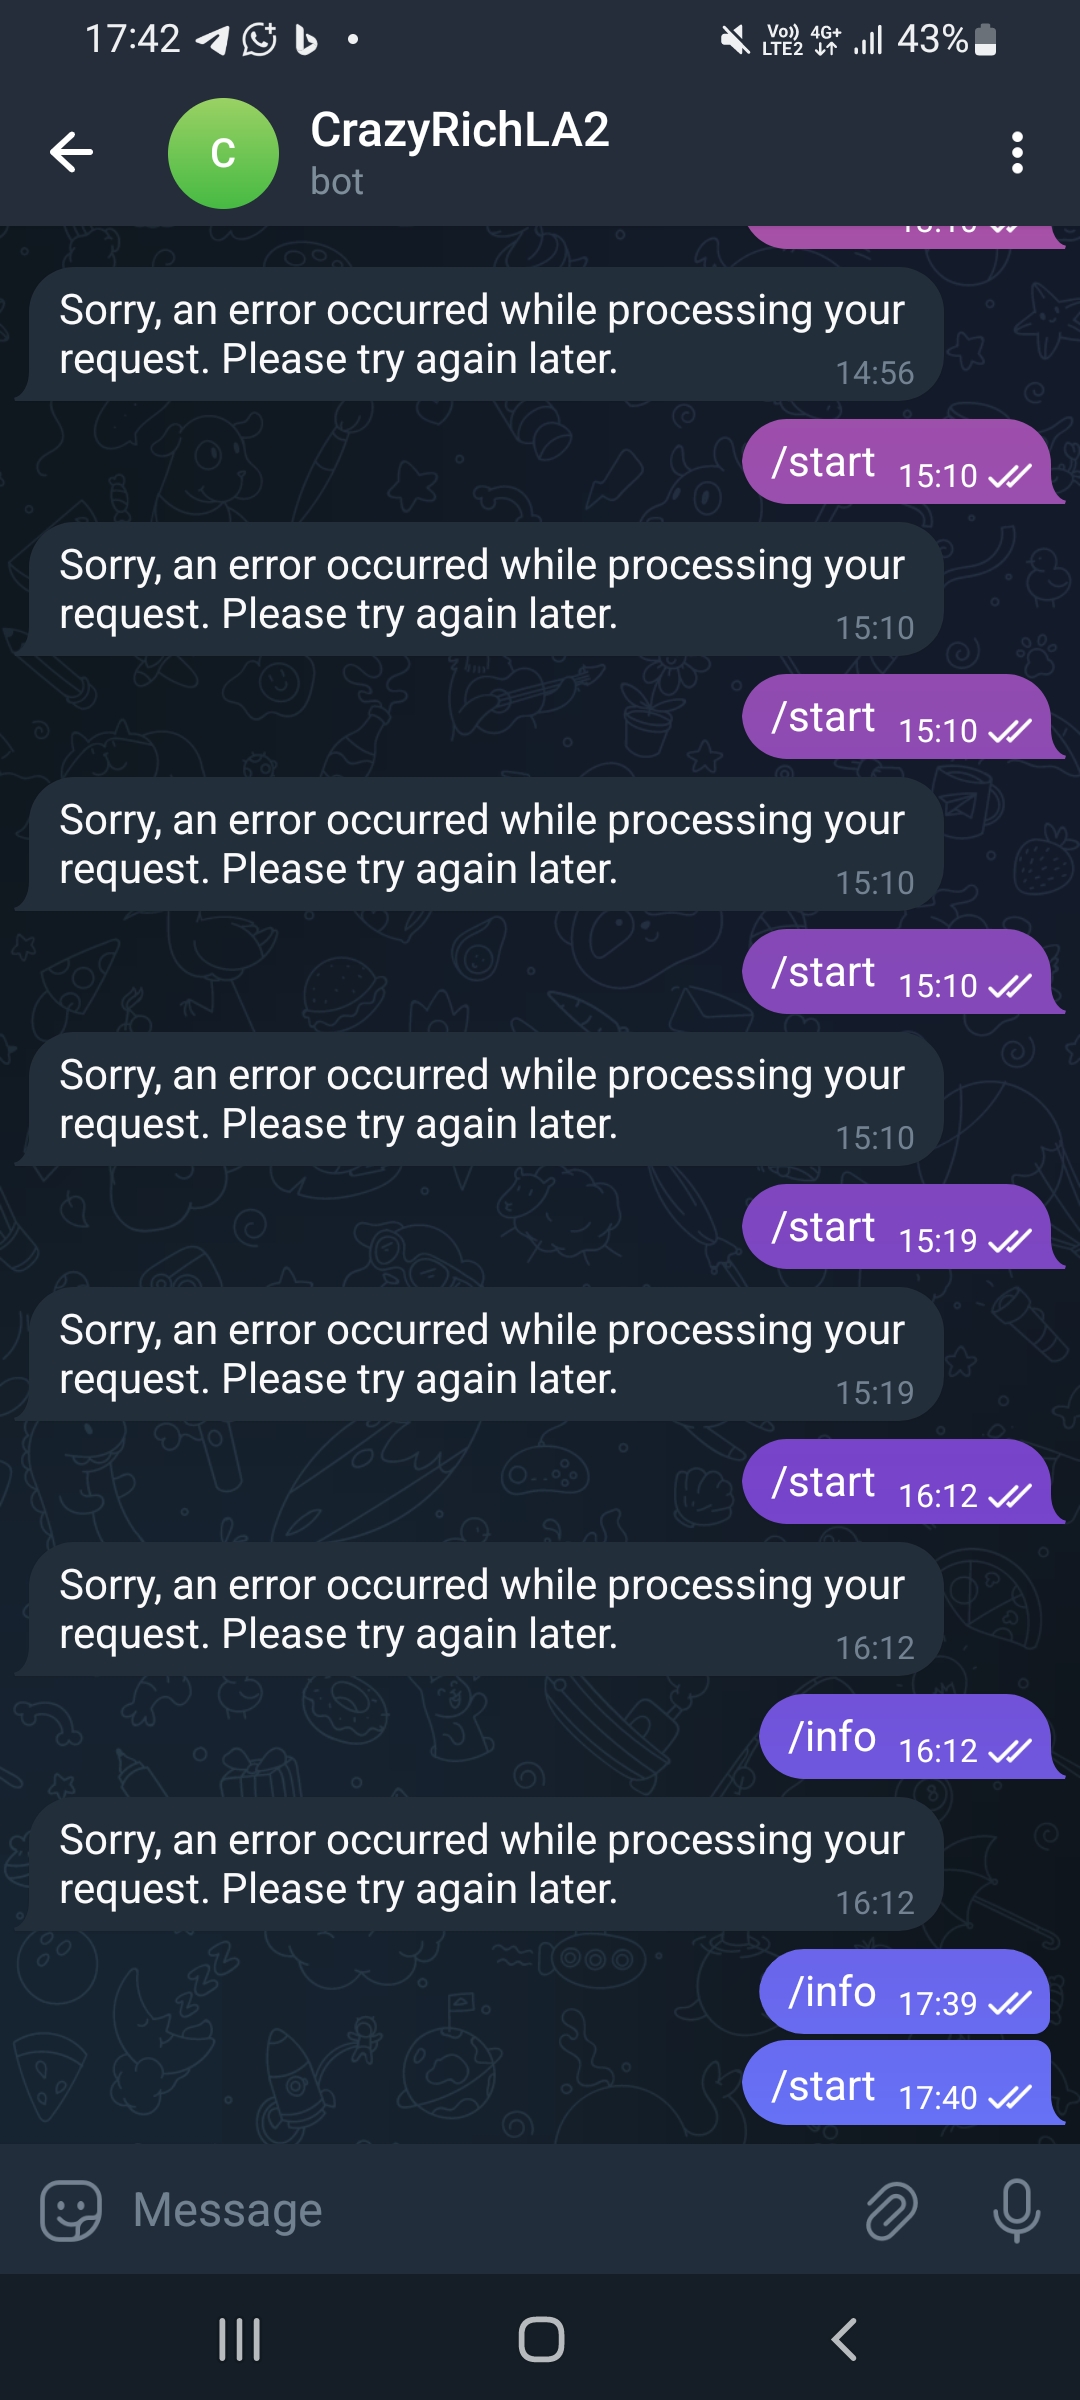 17:42
Vo)) LTE2 4G+ 43%
C
CrazyRichLA2
bot
Sorry, an error occurred while processing your
request. Please try again later.
14:56
/start 15:10
Sorry, an error occurred while processing your
request. Please try again later.
15:10
/start 15:10
Sorry, an error occurred while processing your
request. Please try again later.
15:10
/start 15:10
Sorry, an error occurred while processing your
request. Please try again later.
15:10
/start 15:19
Sorry, an error occurred while processing your
request. Please try again later.
15:19
/start 16:12
Sorry, an error occurred while processing your
request. Please try again later.
16:12
/info 16:12
Sorry, an error occurred while processing your
request. Please try again later.
16:12
/info 17:39
/start 17:40
Message